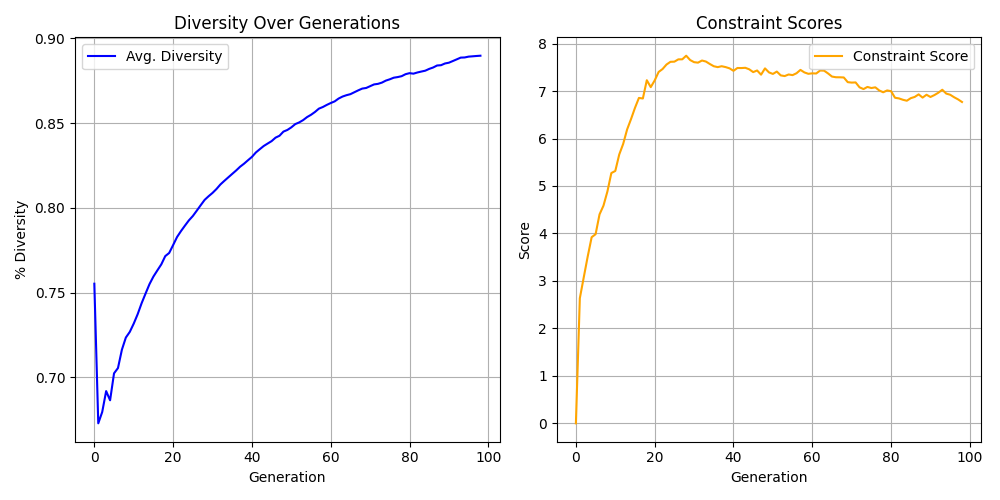 Diversity Over Generations
Avg. Diversity
% Diversity
0.90
0.85
0.80
0.75
0.70
0 20 40 60 80 100
Generation
Constraint Scores
Constraint Score
Score
8
7
6
5
4
3
2
1
0
0 20 40 60 80 100
Generation